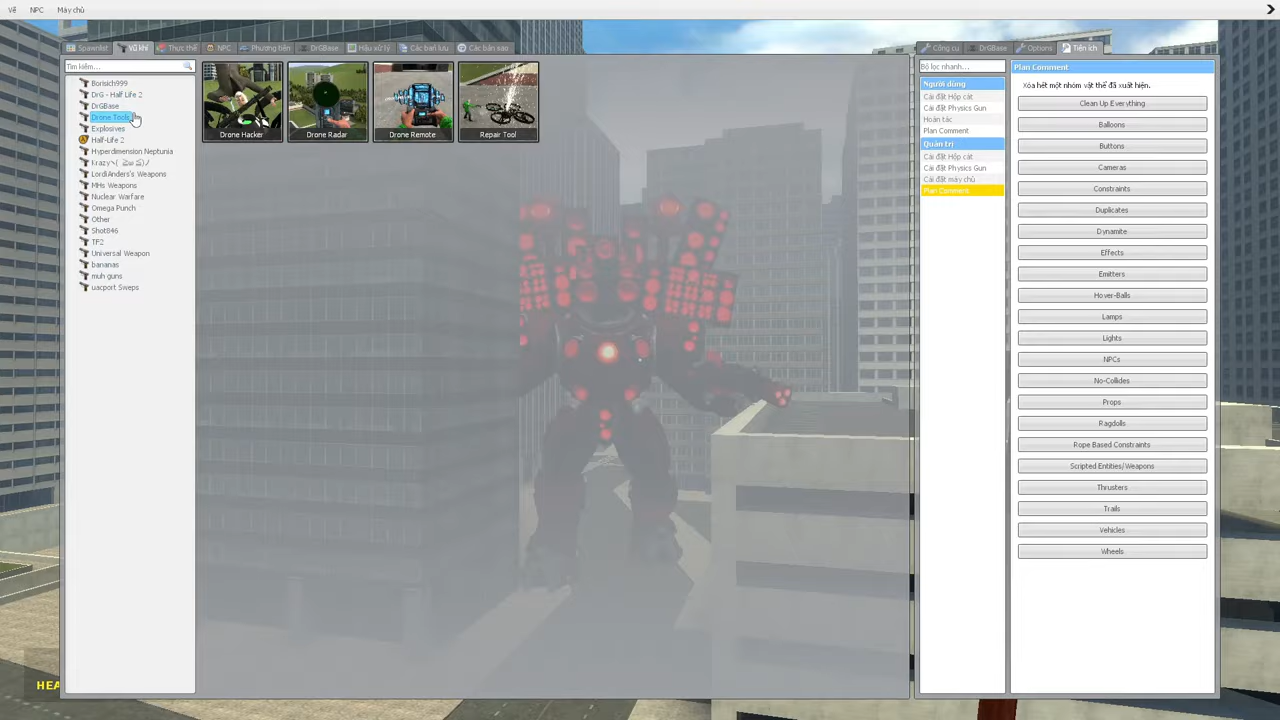 Vẽ NPC Máy chủ
Spawnlist Vũ khí Thực thể NPC Phương tiện DrGBase Hậu xử lý Các bản lưu Các bản sao
Công cụ DrGBase Options Tiện ích
Tìm kiếm...
Borisich999
DrG - Half Life 2
DrGBase
Drone Tools
Explosives
Half-Life 2
Hyperdimension Neptunia
LordiAnders's Weapons
MHs Weapons
Nuclear Warfare
Omega Punch
Other
Shot846
TF2
Universal Weapon
bananas
muh guns
uacport Sweps
Drone Hacker
Drone Radar
Drone Remote
Repair Tool
Bộ lọc nhanh...
Người dùng
Cài đặt Hộp cát
Cài đặt Physics Gun
Hoàn tác
Plan Comment
Quản trị
Cài đặt Hộp cát
Cài đặt Physics Gun
Cài đặt máy chủ
Plan Comment
Plan Comment
Xóa hết một nhóm vật thể đã xuất hiện.
Clean Up Everything
Balloons
Buttons
Cameras
Constraints
Duplicates
Dynamite
Effects
Emitters
Hover-Balls
Lamps
Lights
NPCs
No-Collides
Props
Ragdolls
Rope Based Constraints
Scripted Entities/Weapons
Thrusters
Trails
Vehicles
Wheels
HEA